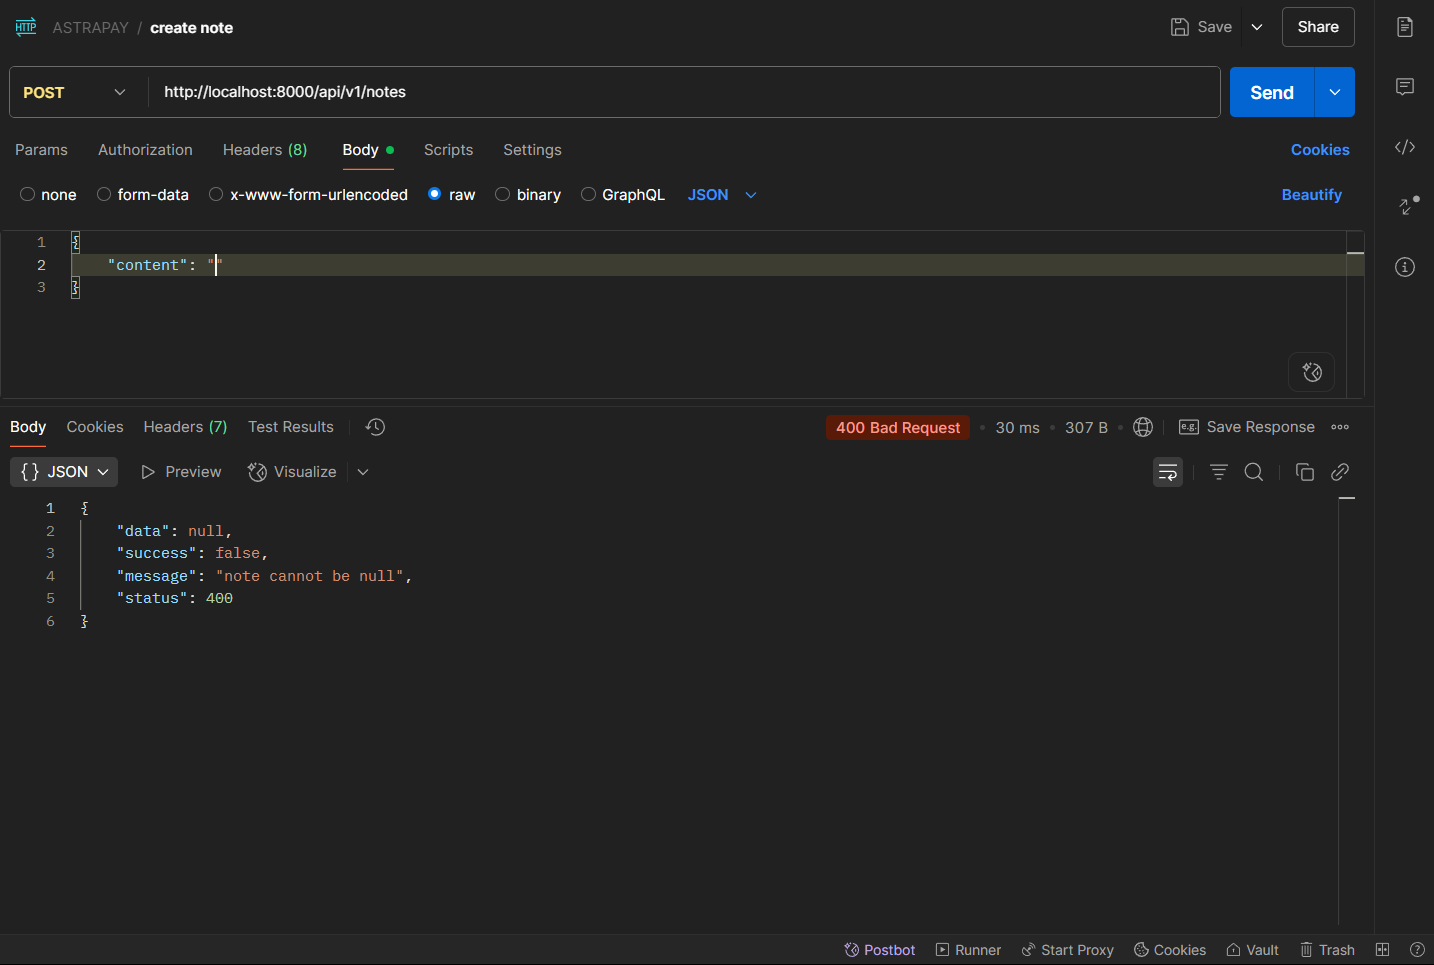 HTTP ASTRAPAY / create note Save Share
POST http://localhost:8000/api/v1/notes Send
Params Authorization Headers (8) Body Scripts Settings Cookies
none form-data x-www-form-urlencoded raw binary GraphQL JSON Beautify
1 {
2 "content": ""
3 }
Body Cookies Headers (7) Test Results 400 Bad Request • 30 ms • 307 B • e.g. Save Response
{} JSON Preview Visualize
1 {
2 "data": null,
3 "success": false,
4 "message": "note cannot be null",
5 "status": 400
6 }
Postbot Runner Start Proxy Cookies Vault Trash